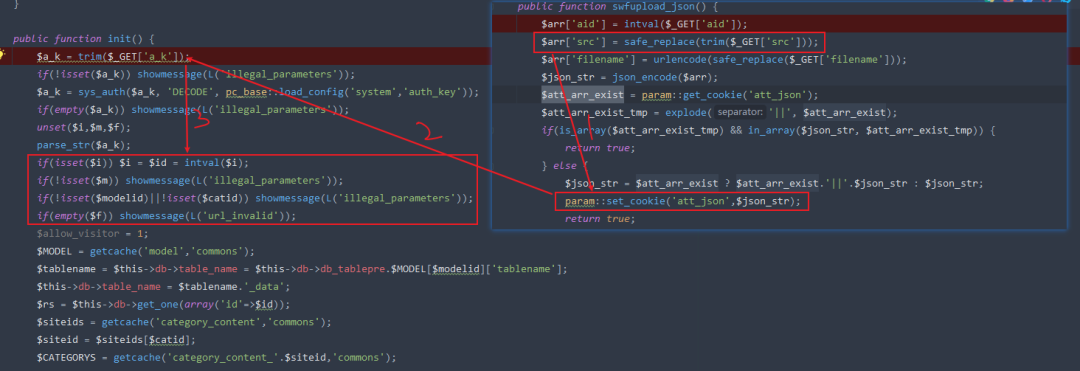 }
public function init() {
$a_k = trim($_GET['a_k']);
if(!isset($a_k)) showmessage(L('illegal_parameters'));
$a_k = sys_auth($a_k, 'DECODE', pc_base::load_config('system','auth_key'));
if(empty($a_k)) showmessage(L('illegal_parameters'));
unset($i,$m,$f);
parse_str($a_k);
if(isset($i)) $i = $id = intval($i);
if(!isset($m)) showmessage(L('illegal_parameters'));
if(!isset($modelid)||!isset($catid)) showmessage(L('illegal_parameters'));
if(empty($f)) showmessage(L('url_invalid'));
$allow_visitor = 1;
$MODEL = getcache('model','commons');
$tablename = $this->db->table_name = $this->db->db_tablepre.$MODEL[$modelid]['tablename'];
$this->db->table_name = $tablename.'_data';
$rs = $this->db->get_one(array('id'=>$id));
$siteids = getcache('category_content','commons');
$siteid = $siteids[$catid];
$CATEGORYS = getcache('category_content_'.$siteid,'commons');
3
2
public function swfupload_json() {
$arr['aid'] = intval($_GET['aid']);
$arr['src'] = safe_replace(trim($_GET['src']));
$arr['filename'] = urlencode(safe_replace($_GET['filename']));
$json_str = json_encode($arr);
$att_arr_exist = param::get_cookie('att_json');
$att_arr_exist_tmp = explode( separator: '||', $att_arr_exist);
if(is_array($att_arr_exist_tmp) && in_array($json_str, $att_arr_exist_tmp)) {
return true;
} else {
$json_str = $att_arr_exist ? $att_arr_exist.'||'.$json_str : $json_str;
param::set_cookie('att_json',$json_str);
return true;